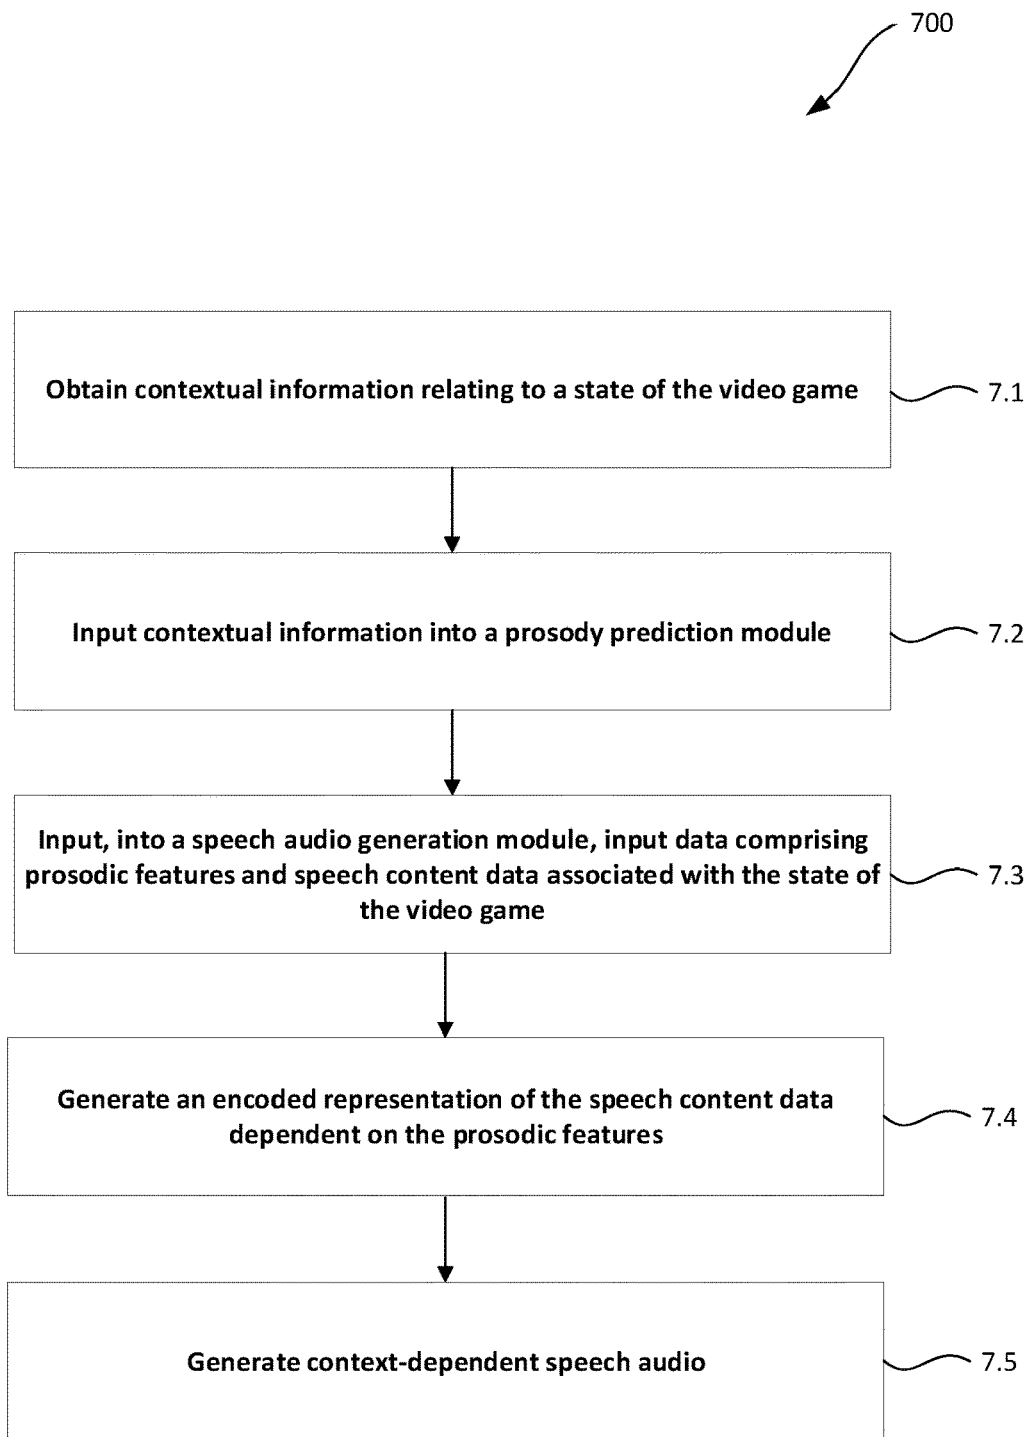 700
Obtain contextual information relating to a state of the video game
7.1
Input contextual information into a prosody prediction module
7.2
Input, into a speech audio generation module, input data comprising
prosodic features and speech content data associated with the state of
the video game
7.3
Generate an encoded representation of the speech content data
dependent on the prosodic features
7.4
Generate context-dependent speech audio
7.5